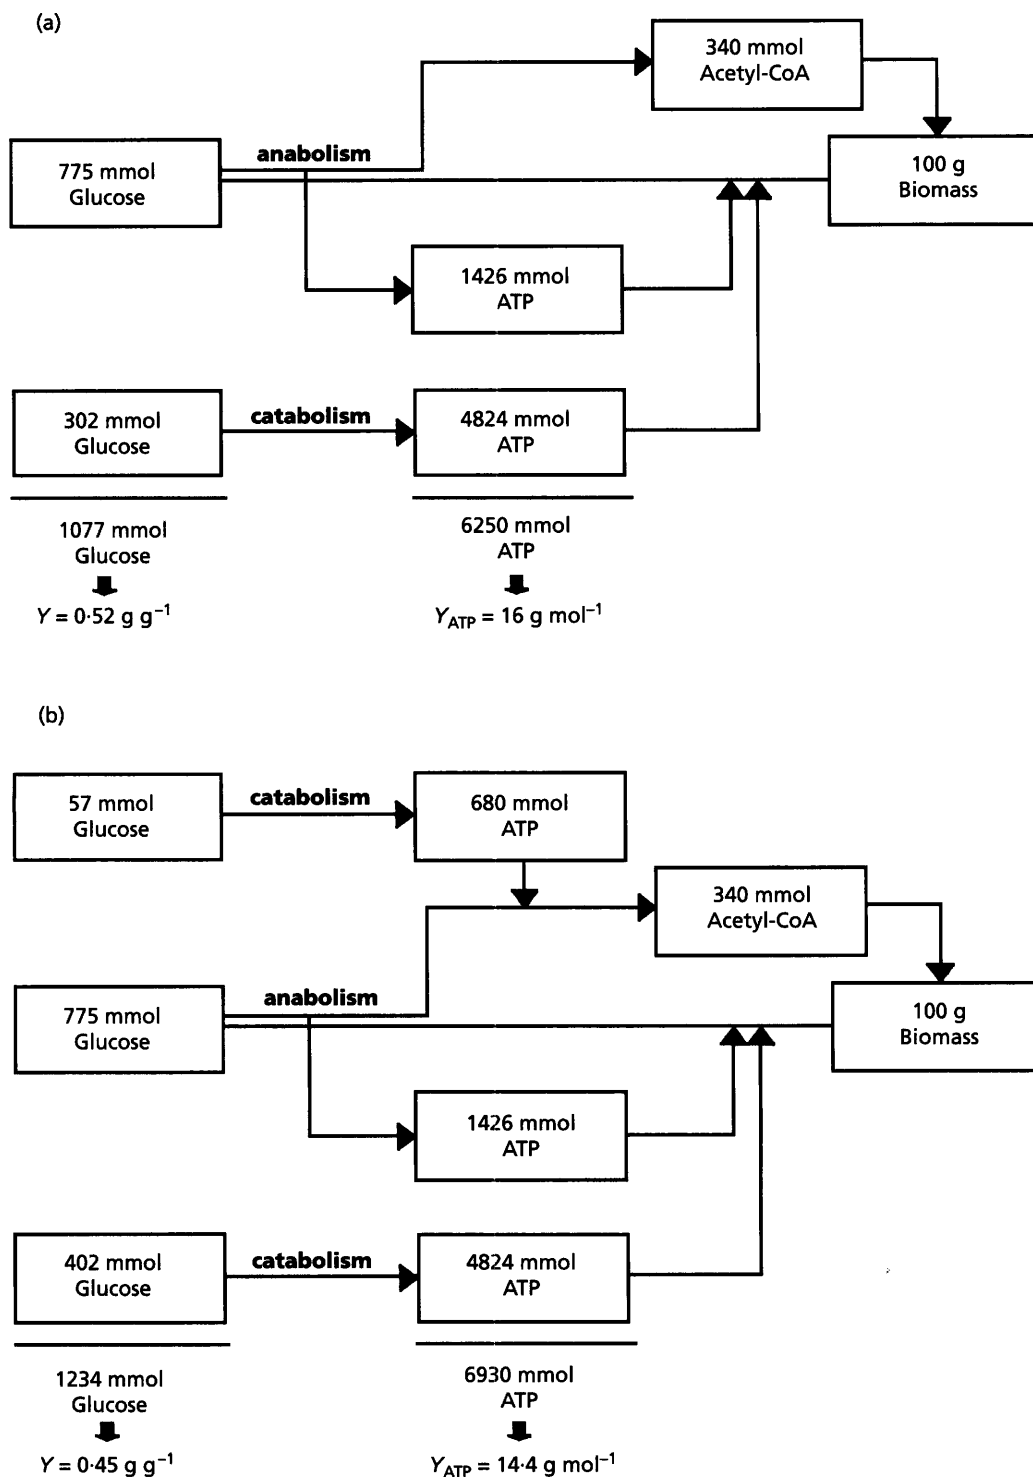 (a)
340 mmol
Acetyl-CoA
anabolism
775 mmol
Glucose
100 g
Biomass
1426 mmol
ATP
302 mmol
Glucose
catabolism
4824 mmol
ATP
1077 mmol
Glucose
6250 mmol
ATP
Y = 0·52 g g⁻¹
Y_ATP = 16 g mol⁻¹
(b)
57 mmol
Glucose
catabolism
680 mmol
ATP
340 mmol
Acetyl-CoA
anabolism
775 mmol
Glucose
100 g
Biomass
1426 mmol
ATP
402 mmol
Glucose
catabolism
4824 mmol
ATP
1234 mmol
Glucose
6930 mmol
ATP
Y = 0·45 g g⁻¹
Y_ATP = 14·4 g mol⁻¹